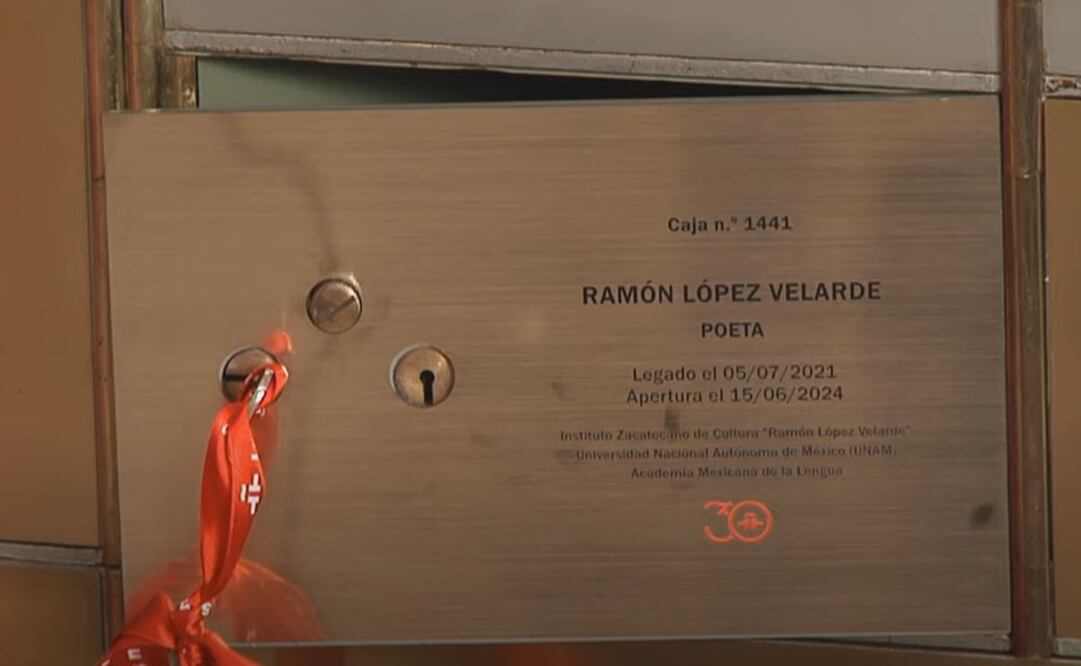 Caja n.º 1441
RAMÓN LÓPEZ VELARDE
POETA
Legado el 05/07/2021
Apertura el 15/06/2024
Instituto Zacatecano de Cultura "Ramón López Velarde"
Universidad Nacional Autónoma de México (UNAM)
Academia Mexicana de la Lengua
30